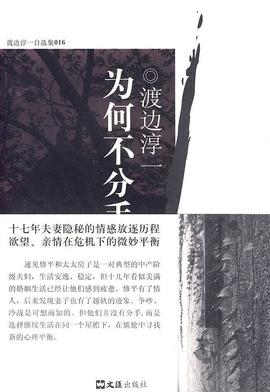 渡边淳一自选集016
◎渡边淳一
为何不分手
十七年夫妻隐秘的情感放逐历程
欲望、亲情在危机下的微妙平衡
速见修平和太太房子是一对典型的中产阶
级夫妇，生活安逸、稳定，但十几年看似美满
的婚姻生活已经让他们感到疲惫。修平有了情
人，后来发现妻子也有了越轨的迹象。争吵、
冷战是可想而知的。但他们并没有分手，而是
选择继续生活在同一个屋檐下，在尴尬中寻找
新的心理平衡。
文匯出版社